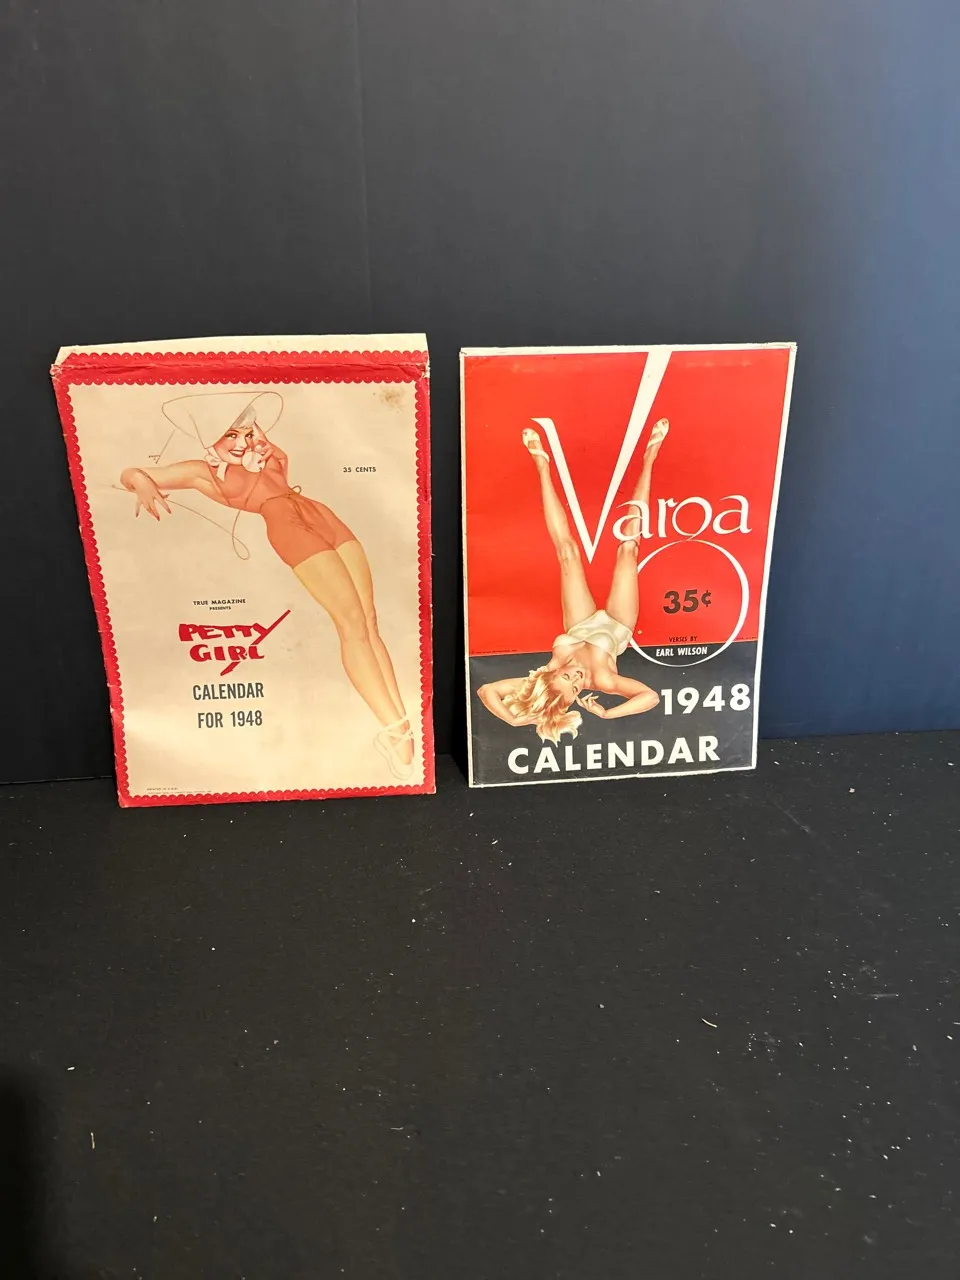 35 CENTS
TRUE MAGAZINE
PRESENTS
PETTY
GIRL
CALENDAR
FOR 1948
Varga
35¢
VERSES BY
EARL WILSON
1948
CALENDAR